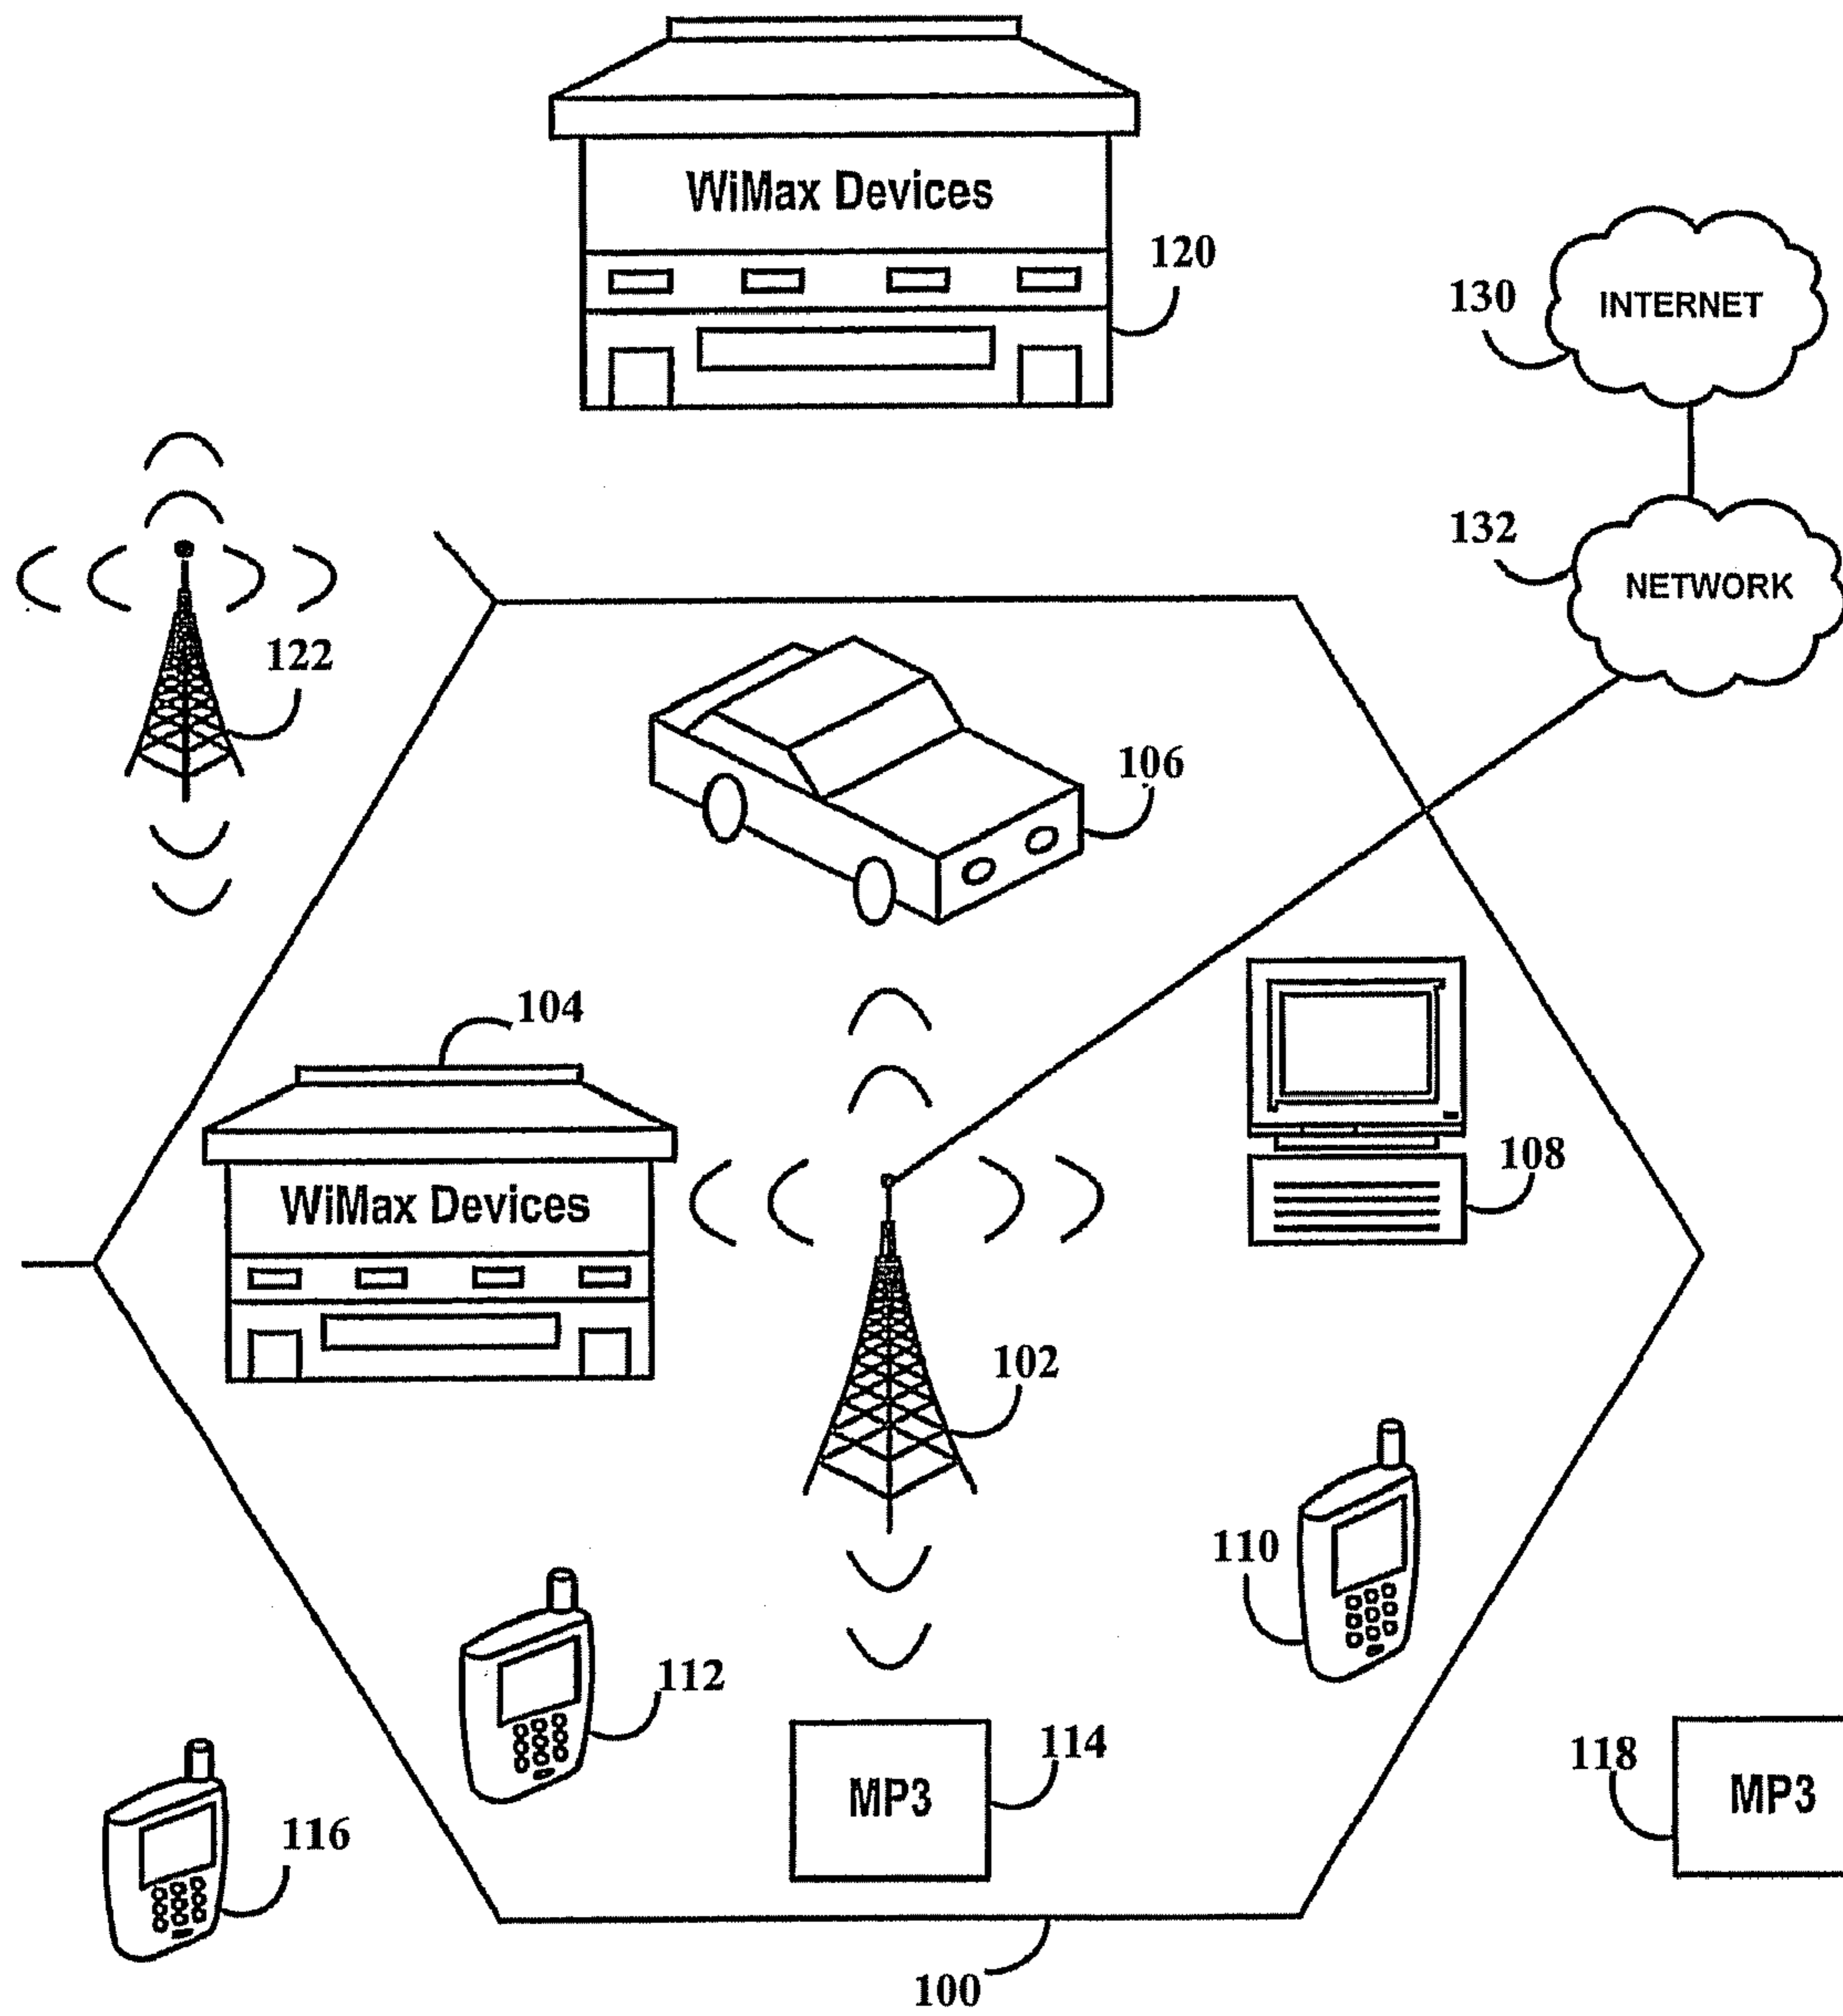 WiMax Devices
120
130
INTERNET
132
NETWORK
122
106
104
WiMax Devices
108
102
110
112
114
MP3
118
MP3
116
100